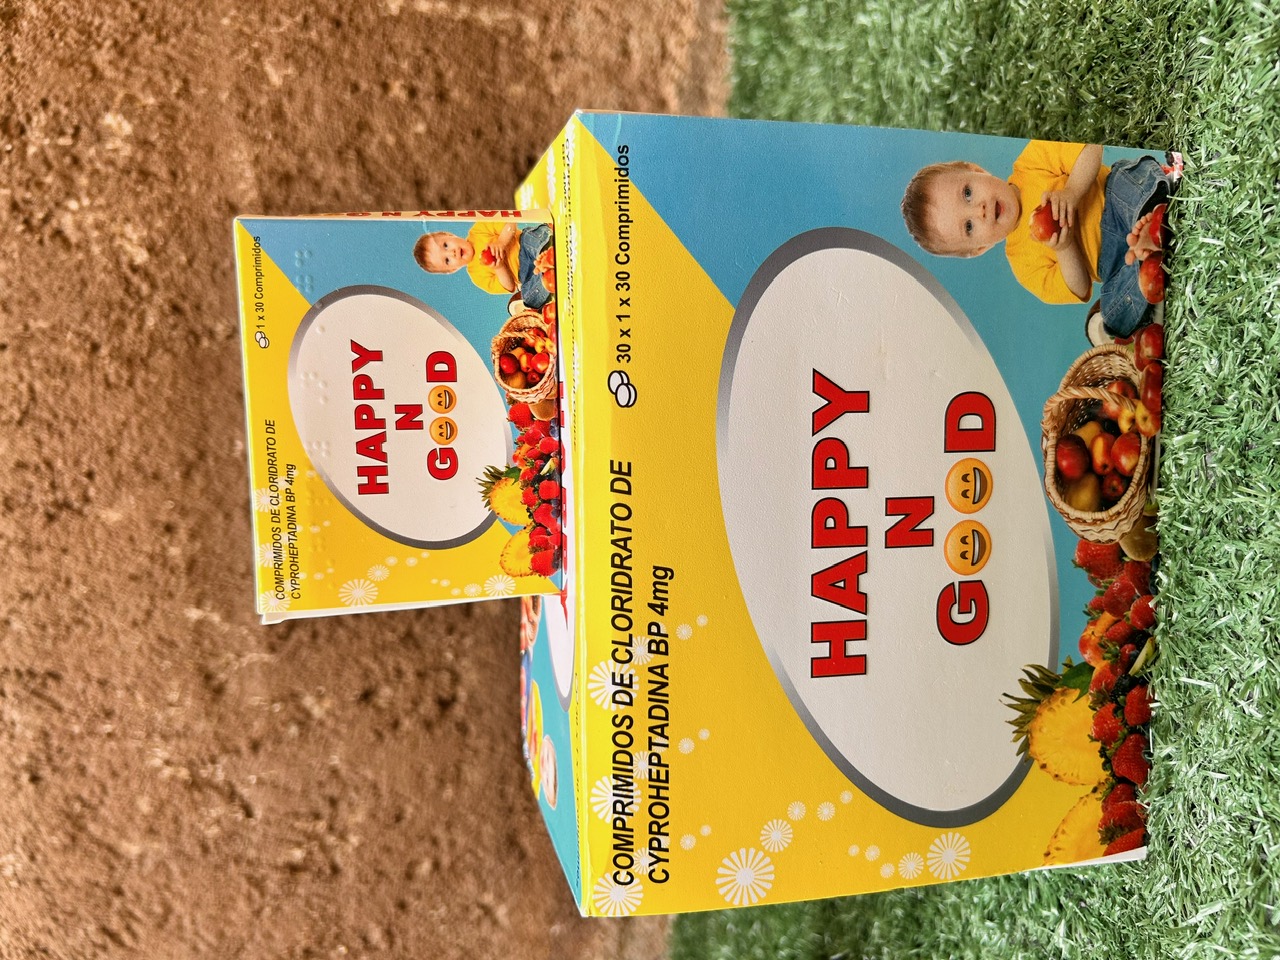 COMPRIMIDOS DE CLORIDRATO DE
CYPROHEPTADINA BP 4mg
1 x 30 Comprimidos
HAPPY
N
GOOD
HAPPY N
COMPRIMIDOS DE CLORIDRATO DE
CYPROHEPTADINA BP 4mg
30 x 1 x 30 Comprimidos
HAPPY
N
GOOD